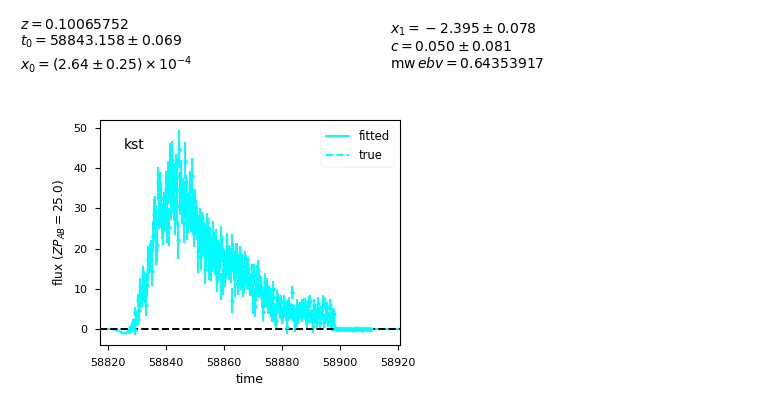 z = 0.10065752
t₀ = 58843.158 ± 0.069
x₀ = (2.64 ± 0.25) × 10⁻⁴
x₁ = −2.395 ± 0.078
c = 0.050 ± 0.081
mw ebv = 0.64353917
kst
fitted
true
flux (ZP_AB = 25.0)
50
40
30
20
10
0
58820 58840 58860 58880 58900 58920
time